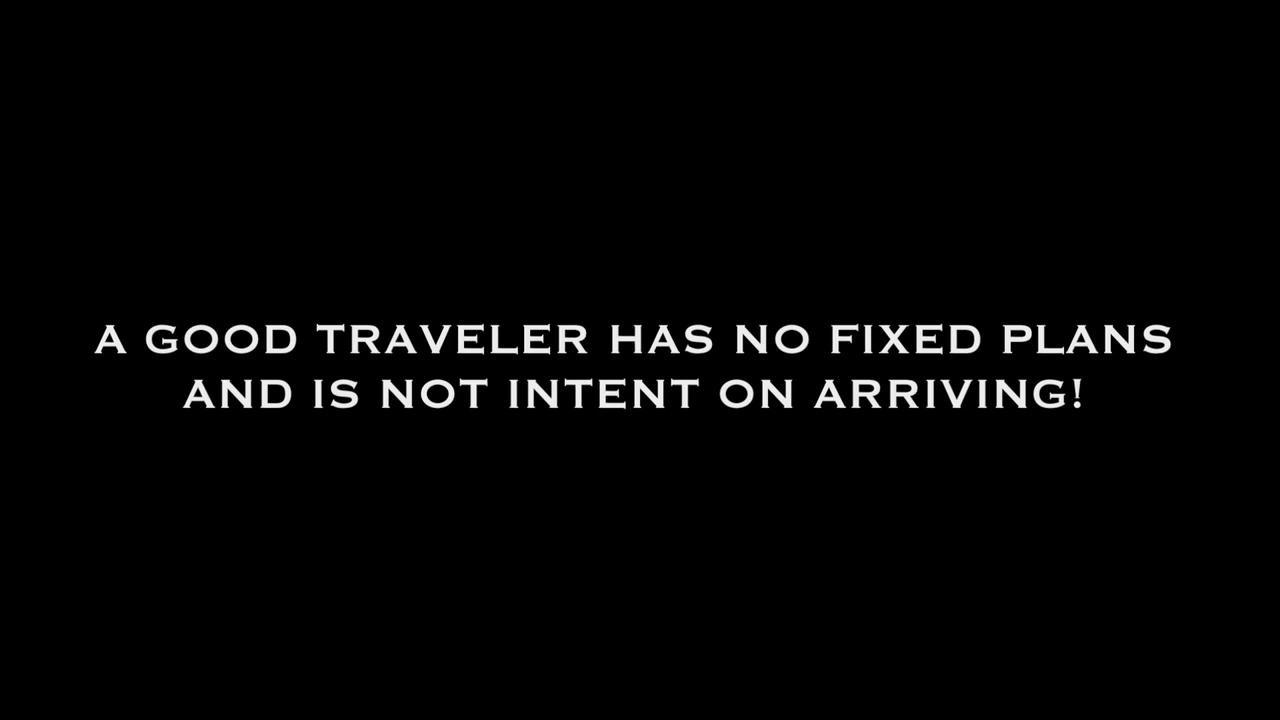 A GOOD TRAVELER HAS NO FIXED PLANS
AND IS NOT INTENT ON ARRIVING!